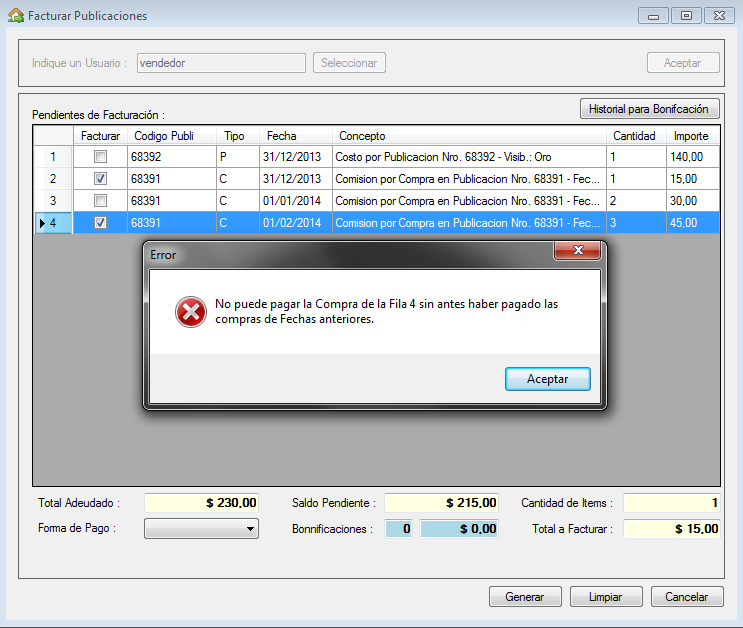 Facturar Publicaciones
Indique un Usuario :
vendedor
Seleccionar
Aceptar
Pendientes de Facturación :
Historial para Bonifcación
Facturar Codigo Publi Tipo Fecha Concepto Cantidad Importe
1 68392 P 31/12/2013 Costo por Publicacion Nro. 68392 - Visib.: Oro 1 140,00
2 68391 C 31/12/2013 Comision por Compra en Publicacion Nro. 68391 - Fec... 1 15,00
3 68391 C 01/01/2014 Comision por Compra en Publicacion Nro. 68391 - Fec... 2 30,00
4 68391 C 01/02/2014 Comision por Compra en Publicacion Nro. 68391 - Fec... 3 45,00
Error
No puede pagar la Compra de la Fila 4 sin antes haber pagado las
compras de Fechas anteriores.
Aceptar
Total Adeudado : $ 230,00 Saldo Pendiente : $ 215,00 Cantidad de Items : 1
Forma de Pago : Bonnificaciones : 0 $ 0,00 Total a Facturar : $ 15,00
Generar Limpiar Cancelar